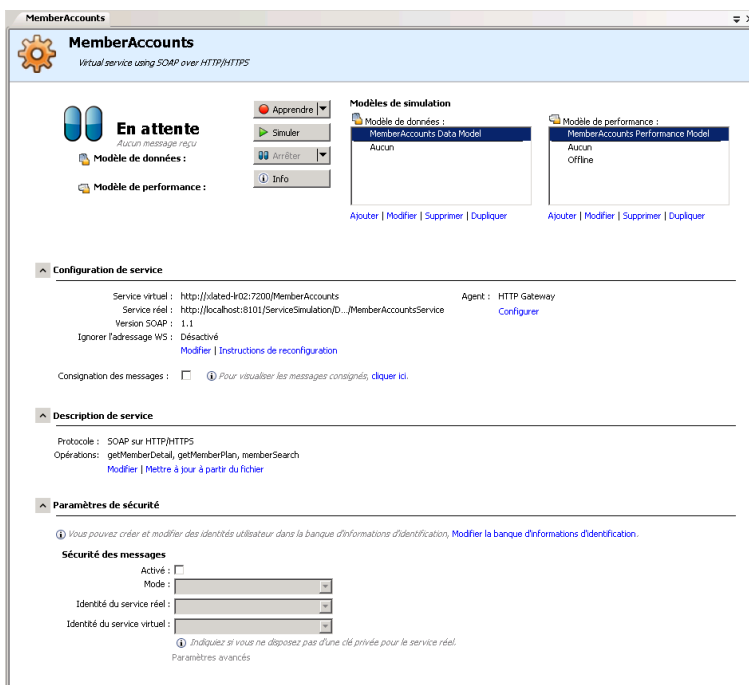 MemberAccounts
MemberAccounts
Virtual service using SOAP over HTTP/HTTPS
En attente
Aucun message reçu
Modèle de données :
Modèle de performance :
Apprendre
Simuler
Arrêter
Info
Modèles de simulation
Modèle de données :
MemberAccounts Data Model
Aucun
Ajouter | Modifier | Supprimer | Dupliquer
Modèle de performance :
MemberAccounts Performance Model
Aucun
Offline
Ajouter | Modifier | Supprimer | Dupliquer
Configuration de service
Service virtuel : http://xlated-lr02:7200/MemberAccounts
Agent : HTTP Gateway
Service réel : http://localhost:8101/ServiceSimulation/D.../MemberAccountsService
Configurer
Version SOAP : 1.1
Ignorer l'adressage WS : Désactivé
Modifier | Instructions de reconfiguration
Consignation des messages : Pour visualiser les messages consignés, cliquer ici.
Description de service
Protocole : SOAP sur HTTP/HTTPS
Opérations: getMemberDetail, getMemberPlan, memberSearch
Modifier | Mettre à jour à partir du fichier
Paramètres de sécurité
Vous pouvez créer et modifier des identités utilisateur dans la banque d'informations d'identification, Modifier la banque d'informations d'identification.
Sécurité des messages
Activé :
Mode :
Identité du service réel :
Identité du service virtuel :
Indiquez si vous ne disposez pas d'une clé privée pour le service réel.
Paramètres avancés